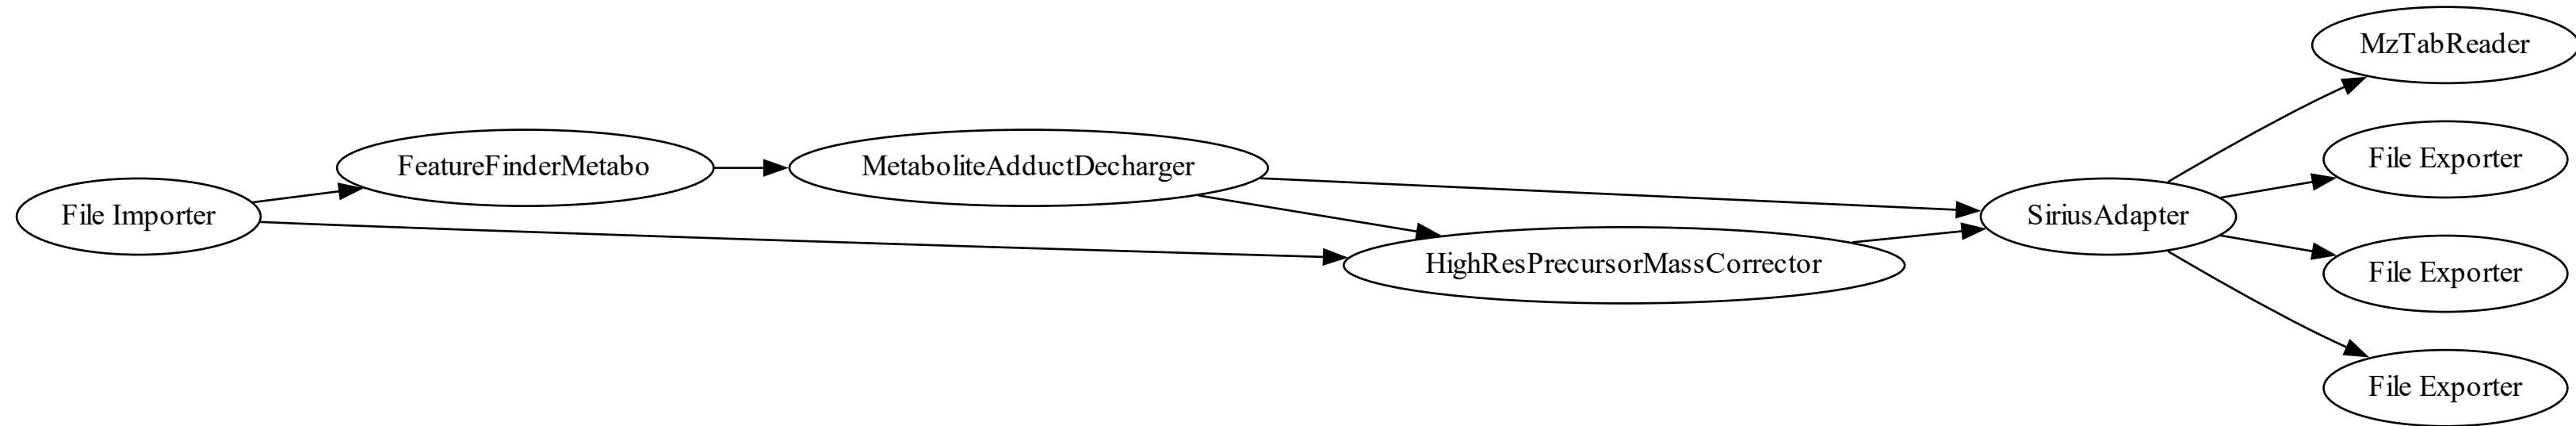 File Importer
FeatureFinderMetabo
MetaboliteAdductDecharger
HighResPrecursorMassCorrector
SiriusAdapter
MzTabReader
File Exporter
File Exporter
File Exporter